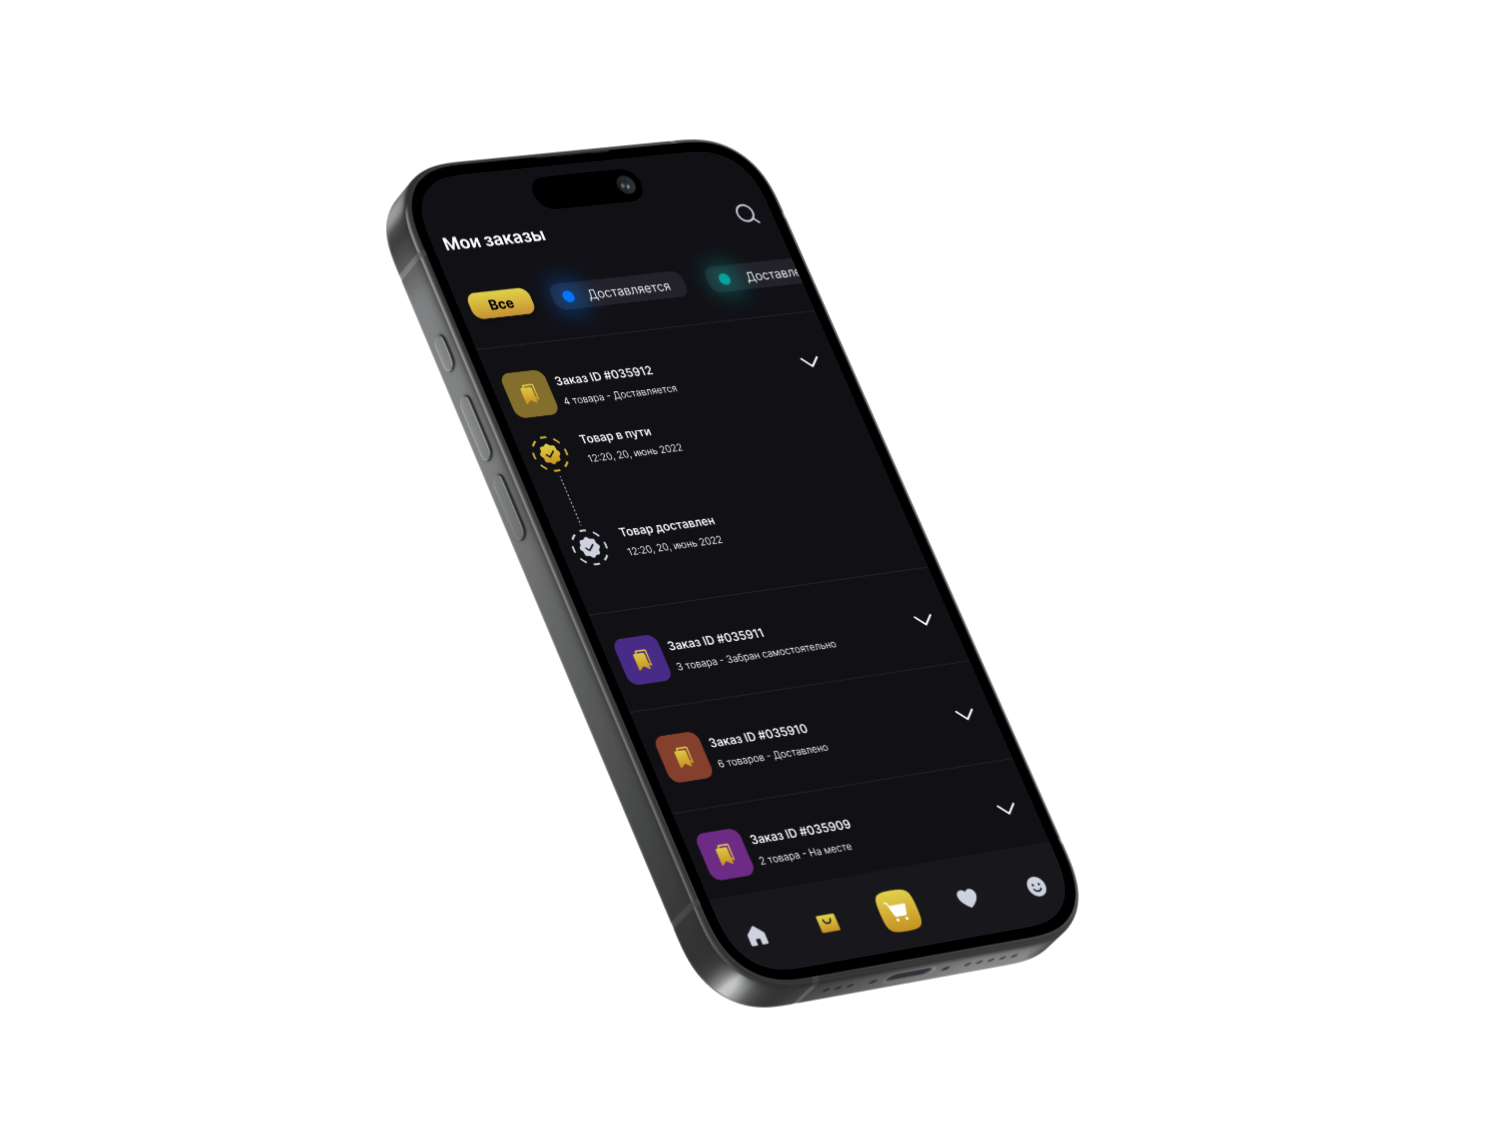 Мои заказы
Все
Доставляется
Доставле
Заказ ID #035912
4 товара - Доставляется
Товар в пути
12:20, 20, июнь 2022
Товар доставлен
12:20, 20, июнь 2022
Заказ ID #035911
3 товара - Забран самостоятельно
Заказ ID #035910
6 товаров - Доставлено
Заказ ID #035909
2 товара - На месте